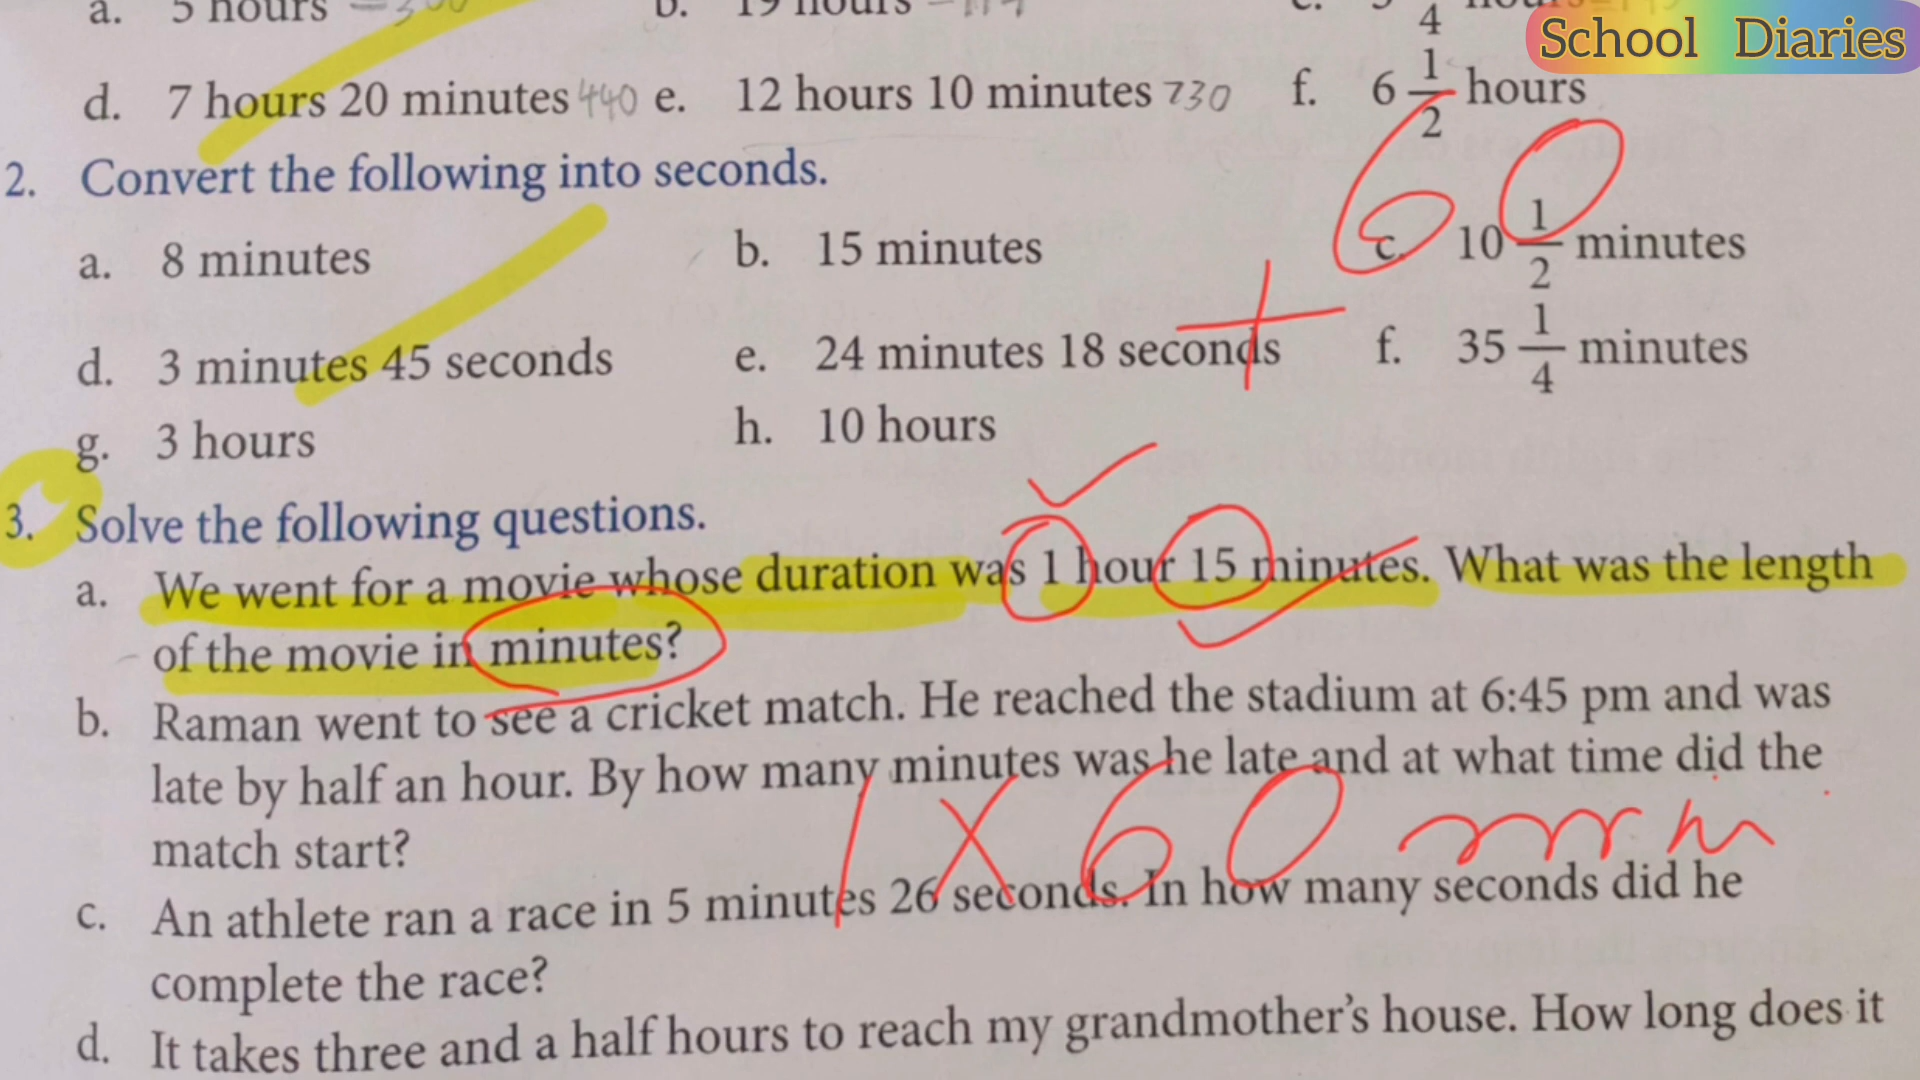 a. 5 hours = 300 b. 19 hours
School Diaries
d. 7 hours 20 minutes 440 e. 12 hours 10 minutes 730 f. 6 1/2 hours
2. Convert the following into seconds.
60
a. 8 minutes b. 15 minutes c. 10 1/2 minutes
+
d. 3 minutes 45 seconds e. 24 minutes 18 seconds f. 35 1/4 minutes
g. 3 hours h. 10 hours
3. Solve the following questions.
a. We went for a movie whose duration was 1 hour 15 minutes. What was the length
of the movie in minutes?
b. Raman went to see a cricket match. He reached the stadium at 6:45 pm and was
late by half an hour. By how many minutes was he late and at what time did the
match start?
1 X 60
c. An athlete ran a race in 5 minutes 26 seconds. In how many seconds did he
complete the race?
d. It takes three and a half hours to reach my grandmother's house. How long does it